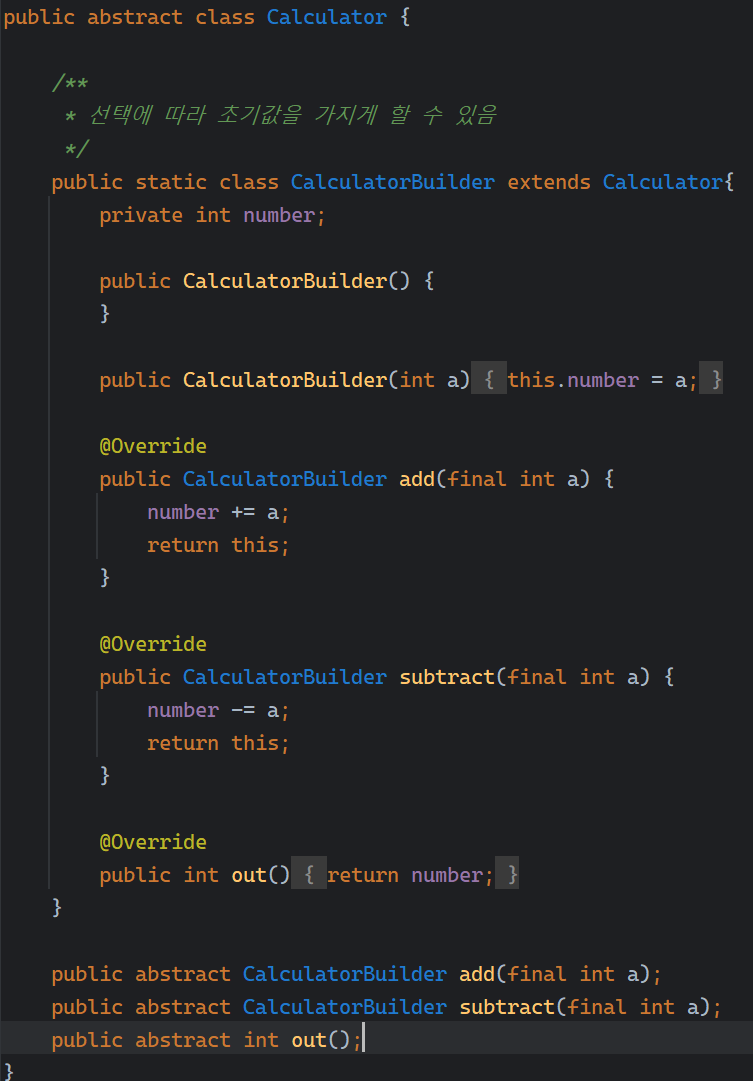 public abstract class Calculator {
/**
* 선택에 따라 초기값을 가지게 할 수 있음
*/
public static class CalculatorBuilder extends Calculator{
private int number;
public CalculatorBuilder() {
}
public CalculatorBuilder(int a) { this.number = a; }
@Override
public CalculatorBuilder add(final int a) {
number += a;
return this;
}
@Override
public CalculatorBuilder subtract(final int a) {
number -= a;
return this;
}
@Override
public int out() { return number; }
}
public abstract CalculatorBuilder add(final int a);
public abstract CalculatorBuilder subtract(final int a);
public abstract int out();
}